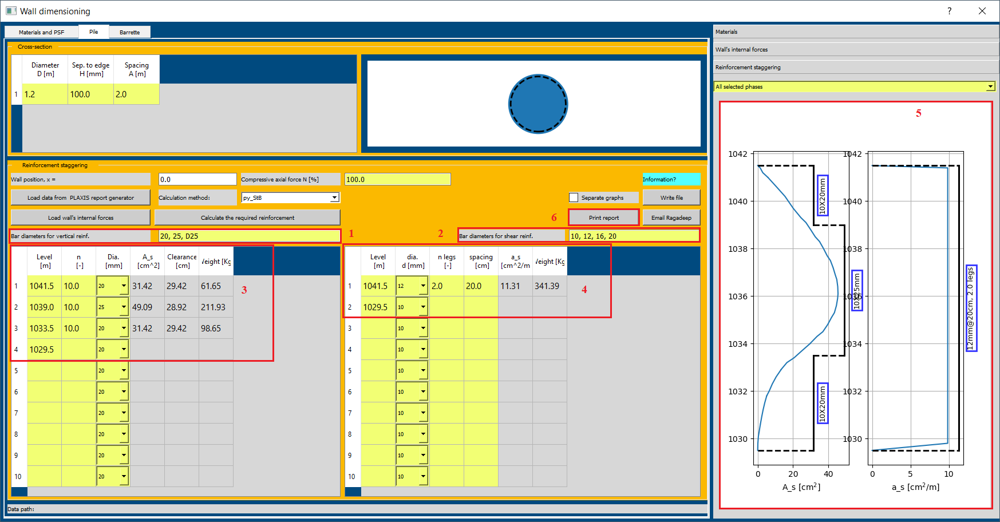 Wall dimensioning
?
Materials and PSF
Pile
Barrette
Cross-section
Diameter
D [m]
Sep. to edge
H [mm]
Spacing
A [m]
1
1.2
100.0
2.0
Reinforcement staggering
Wall position, x =
0.0
Compressive axial force N [%]
100.0
Information?
Load data from PLAXIS report generator
Calculation method:
py_StB
Separate graphs
Write file
Load wall's internal forces
Calculate the required reinforcement
6
Print report
Email Ragadeep
Bar diameters for vertical reinf.
20, 25, D25
1
2
Bar diameters for shear reinf.
10, 12, 16, 20
Level
[m]
n
[-]
Dia.
[mm]
A_s
[cm^2]
Clearance
[cm]
Veight [Kg
1 1041.5 10.0 20 31.42 29.42 61.65
2 1039.0 10.0 25 49.09 28.92 211.93
3 1033.5 10.0 20 31.42 29.42 98.65
4 1029.5 20
5 20
6 20
7 20
8 20
9 20
10 20
3
Level
[m]
dia.
d [mm]
n legs
[-]
spacing
[cm]
a_s
[cm^2/m
Veight [Kg
1 1041.5 12 2.0 20.0 11.31 341.39
2 1029.5 10
3 10
4 10
5 10
6 10
7 10
8 10
9 10
10 10
4
Data path:
Materials
Wall's internal forces
Reinforcement staggering
All selected phases
5
1042
1040
1038
1036
1034
1032
1030
0 20 40
A_s [cm²]
10X20mm
10X25mm
10X20mm
1042
1040
1038
1036
1034
1032
1030
0 5 10
a_s [cm²/m]
12mm@20cm, 2.0 legs